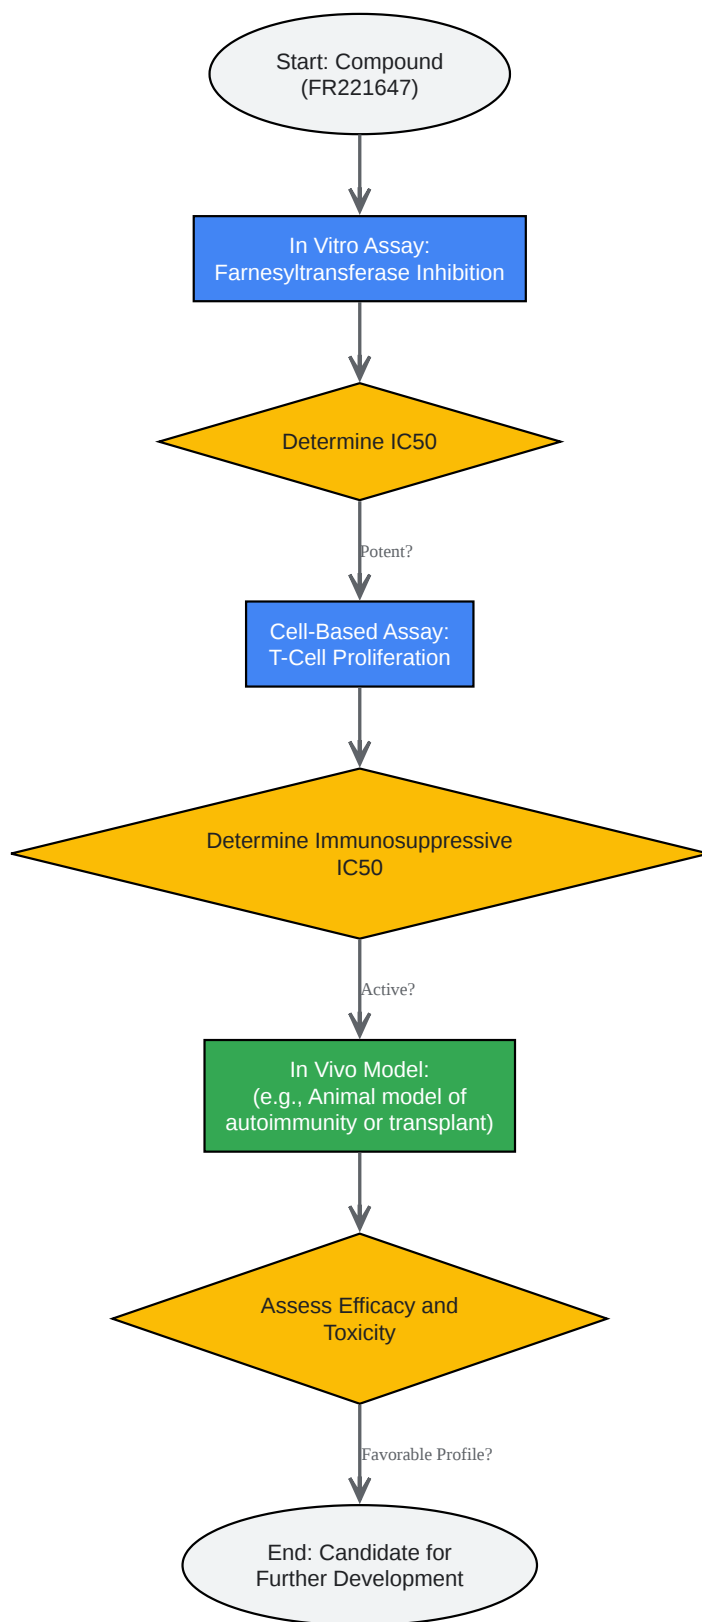 Start: Compound
(FR221647)
In Vitro Assay:
Farnesyltransferase Inhibition
Determine IC50
Potent?
Cell-Based Assay:
T-Cell Proliferation
Determine Immunosuppressive
IC50
Active?
In Vivo Model:
(e.g., Animal model of
autoimmunity or transplant)
Assess Efficacy and
Toxicity
Favorable Profile?
End: Candidate for
Further Development